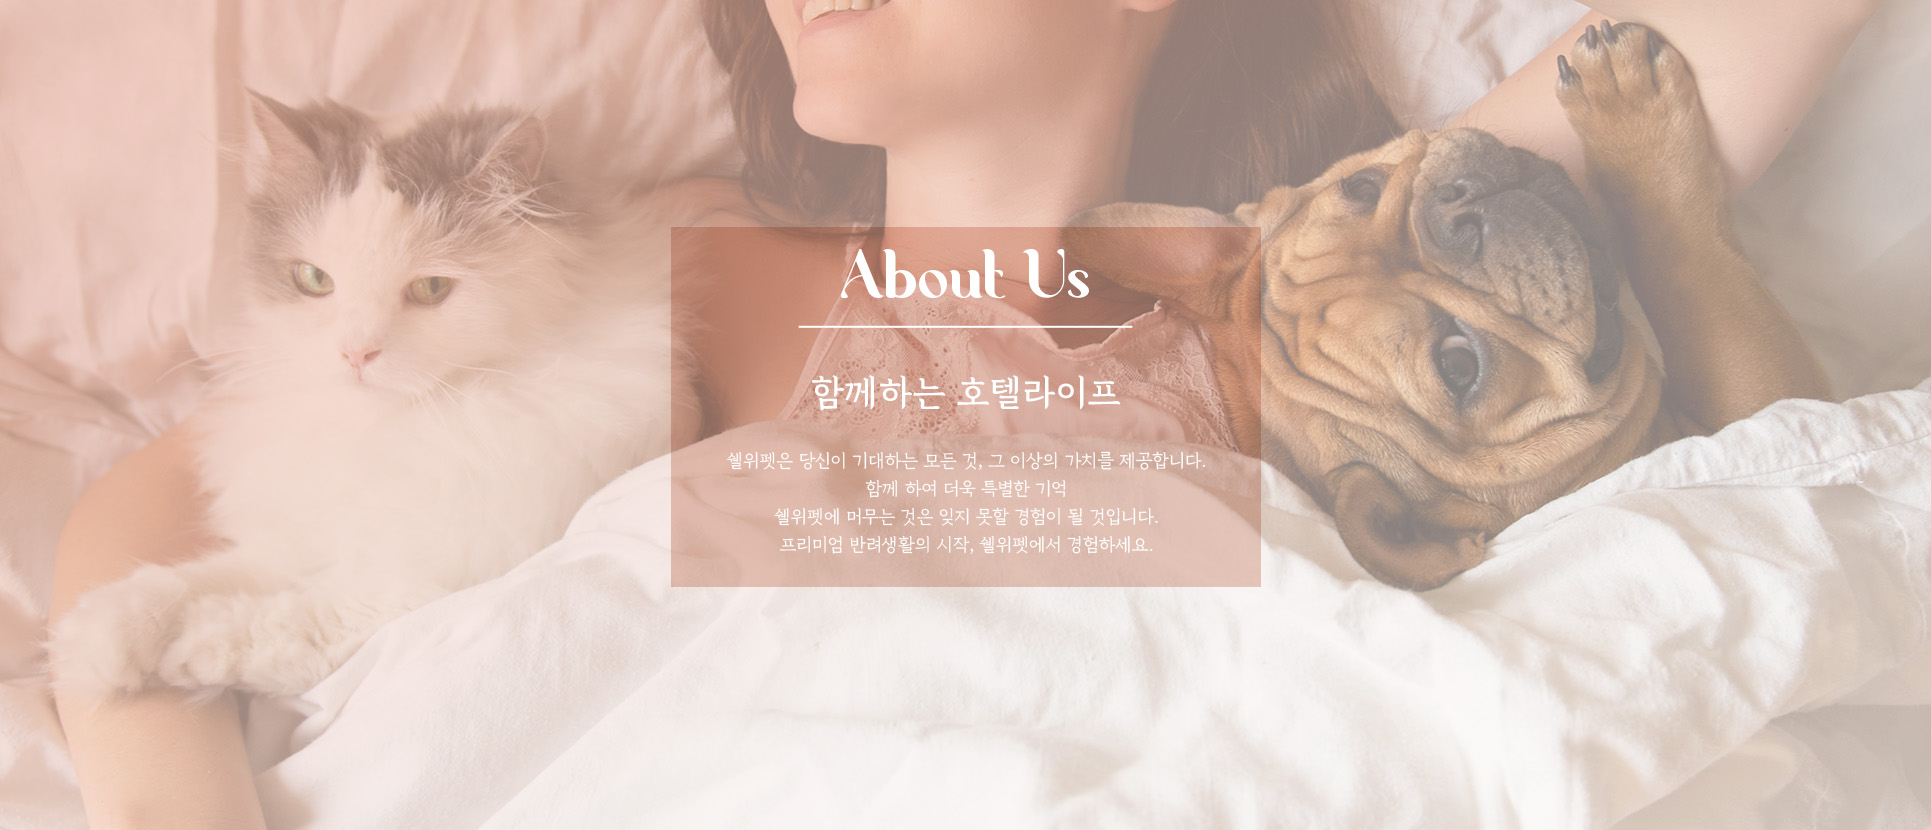 About Us
함께하는 호텔라이프
쉘위펫은 당신이 기대하는 모든 것, 그 이상의 가치를 제공합니다.
함께 하여 더욱 특별한 기억
쉘위펫에 머무는 것은 잊지 못할 경험이 될 것입니다.
프리미엄 반려생활의 시작, 쉘위펫에서 경험하세요.